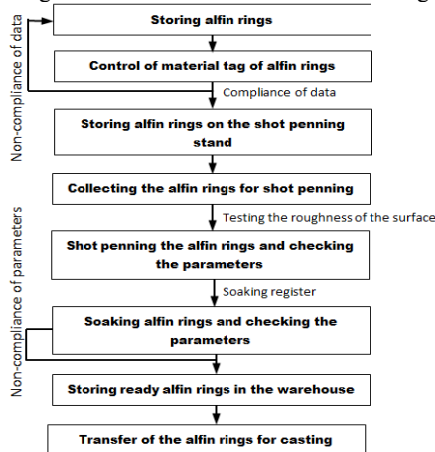 Storing alfin rings
Control of material tag of alfin rings
Non-compliance of data
Compliance of data
Storing alfin rings on the shot penning
stand
Collecting the alfin rings for shot penning
Testing the roughness of the surface
Shot penning the alfin rings and checking
the parameters
Soaking register
Non-compliance of parameters
Soaking alfin rings and checking the
parameters
Storing ready alfin rings in the warehouse
Transfer of the alfin rings for casting